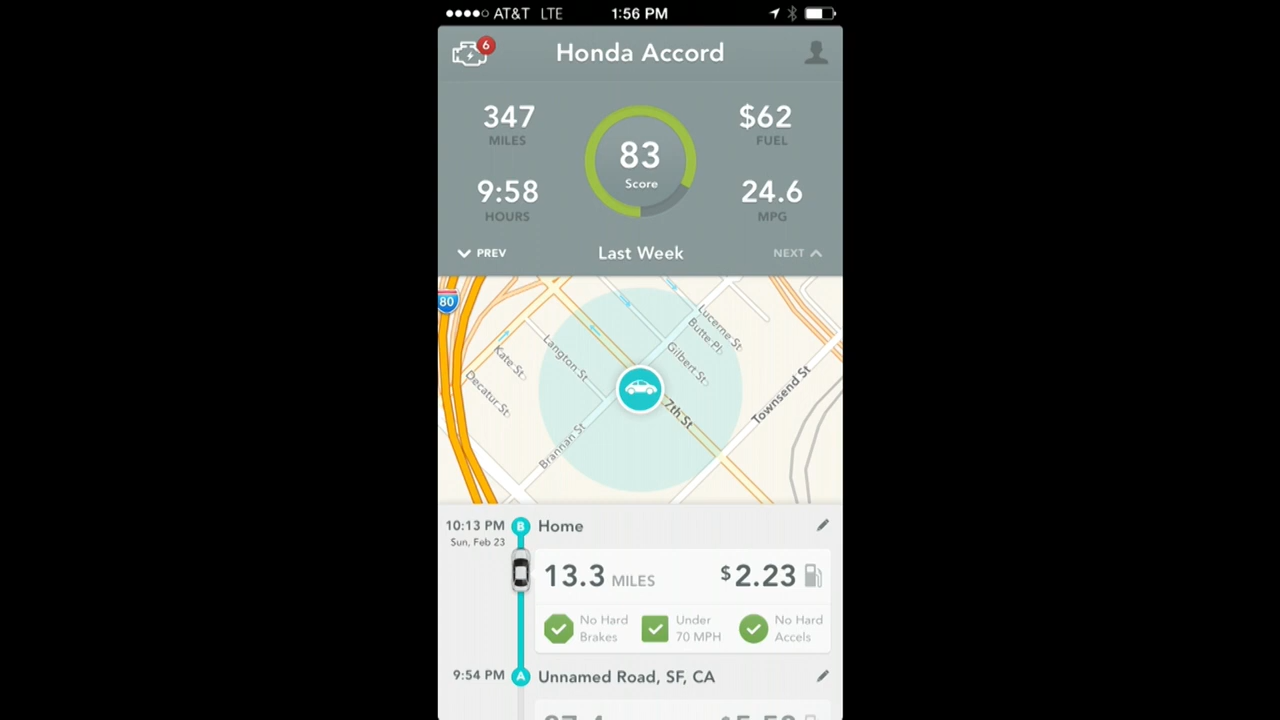 AT&T LTE 1:56 PM
6
Honda Accord
347
MILES
83
Score
$62
FUEL
9:58
HOURS
24.6
MPG
PREV
Last Week
NEXT
80
Lucerne St
Butte Pl
Langton St
Gilbert St
Kate St
Decatur St
Townsend St
7th St
Brannan St
10:13 PM
Sun, Feb 23
B
Home
13.3 MILES
$2.23
No Hard
Brakes
Under
70 MPH
No Hard
Accels
9:54 PM
A
Unnamed Road, SF, CA